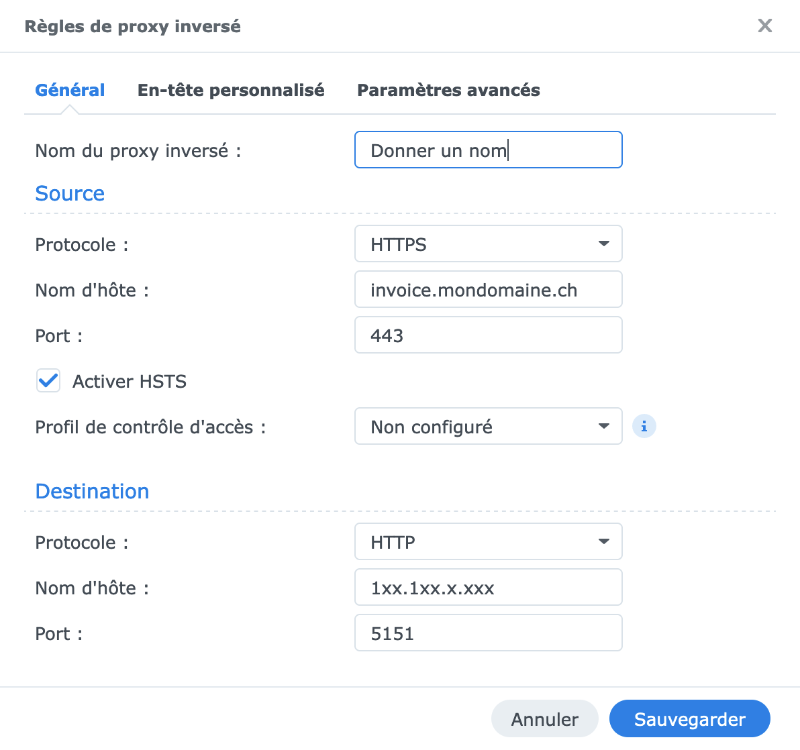 Règles de proxy inversé
Général En-tête personnalisé Paramètres avancés
Nom du proxy inversé : Donner un nom
Source
Protocole : HTTPS
Nom d'hôte : invoice.mondomaine.ch
Port : 443
Activer HSTS
Profil de contrôle d'accès : Non configuré
Destination
Protocole : HTTP
Nom d'hôte : 1xx.1xx.x.xxx
Port : 5151
Annuler Sauvegarder